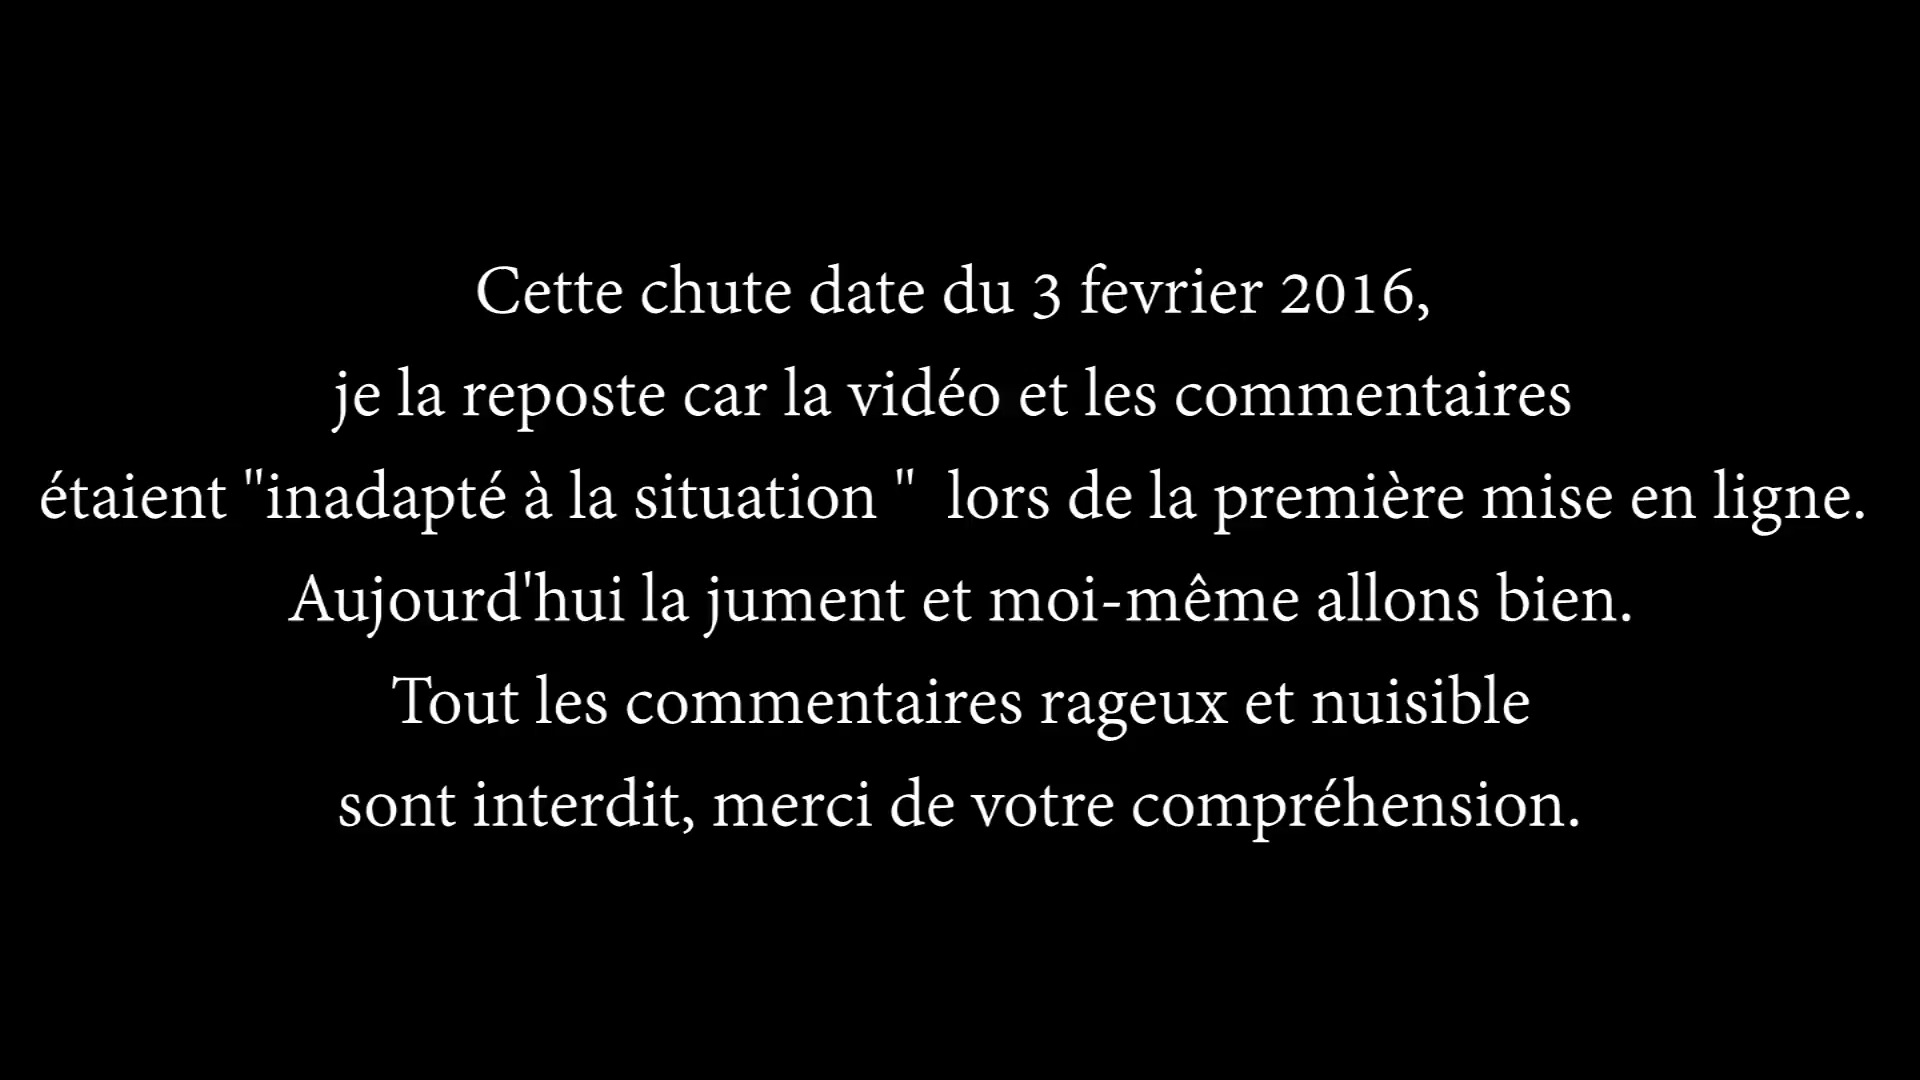 Cette chute date du 3 fevrier 2016,
je la reposte car la vidéo et les commentaires
étaient "inadapté à la situation "  lors de la première mise en ligne.
Aujourd'hui la jument et moi-même allons bien.
Tout les commentaires rageux et nuisible
sont interdit, merci de votre compréhension.